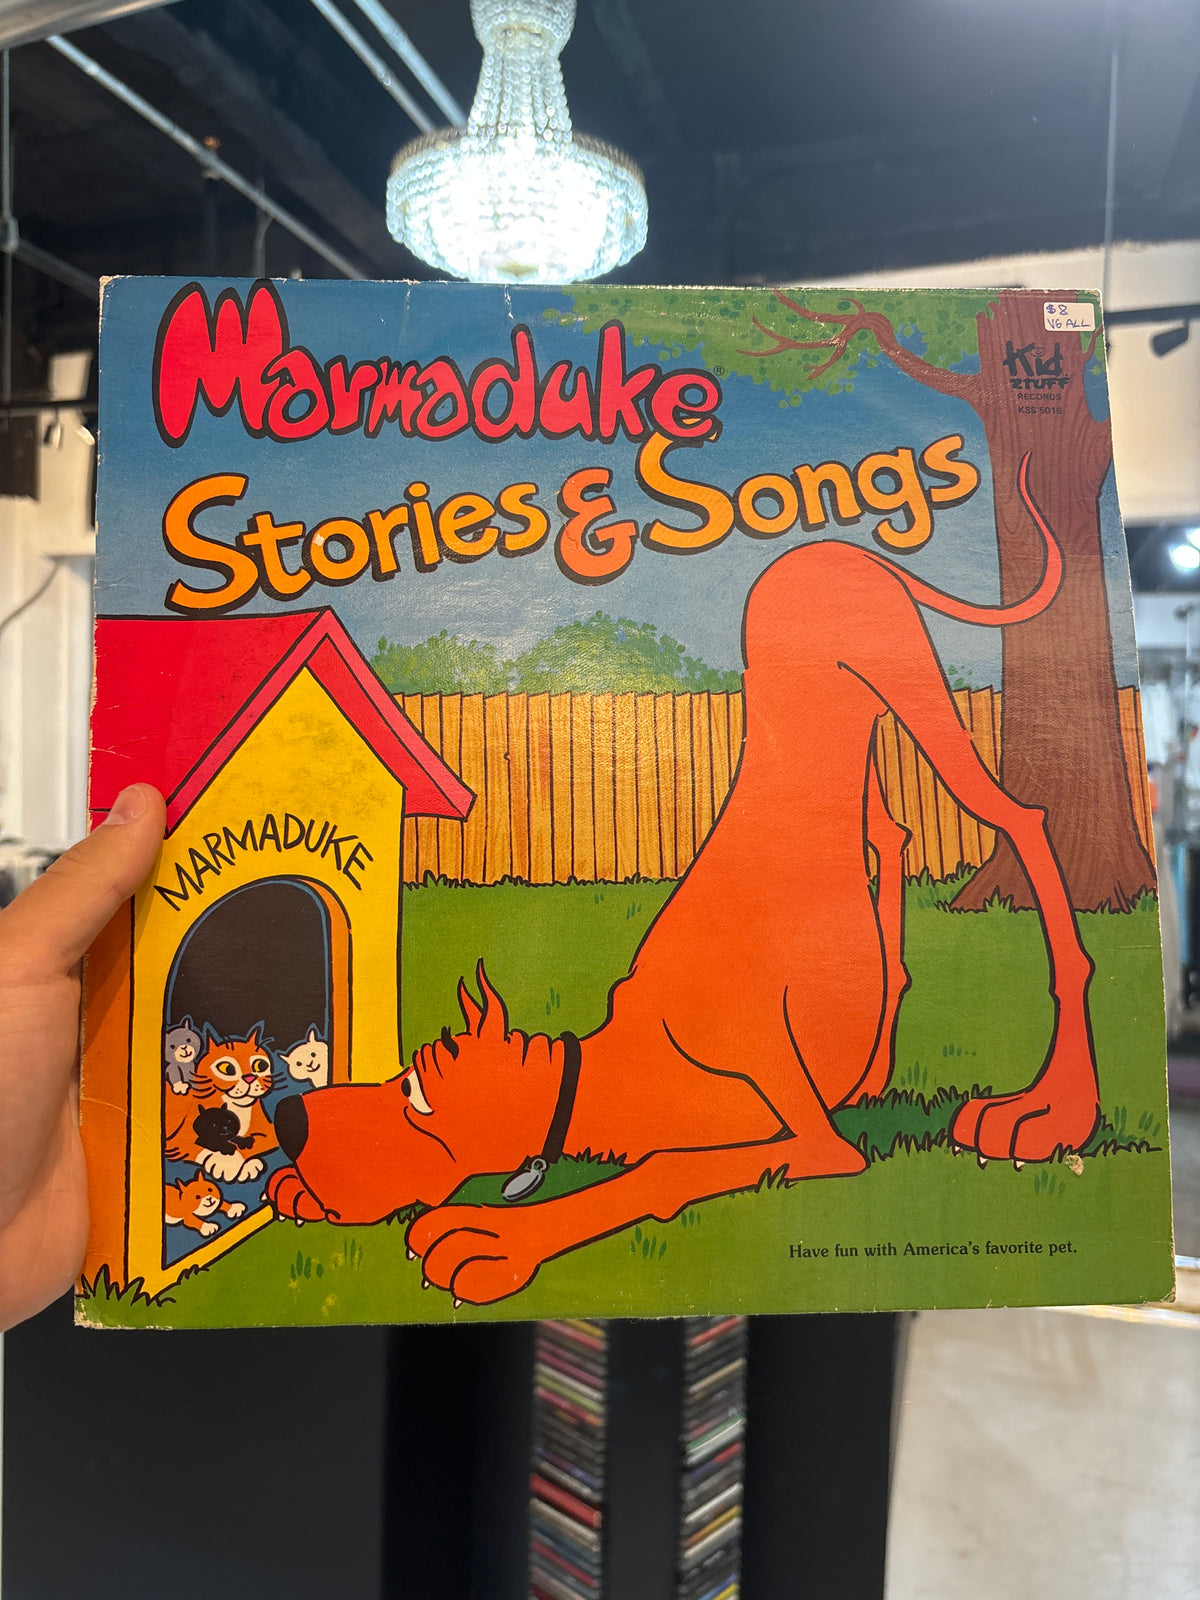 Marmaduke®
Stories & Songs
$8
VG ALL
Kid
STUFF
RECORDS
KSS 5016
MARMADUKE
Have fun with America's favorite pet.